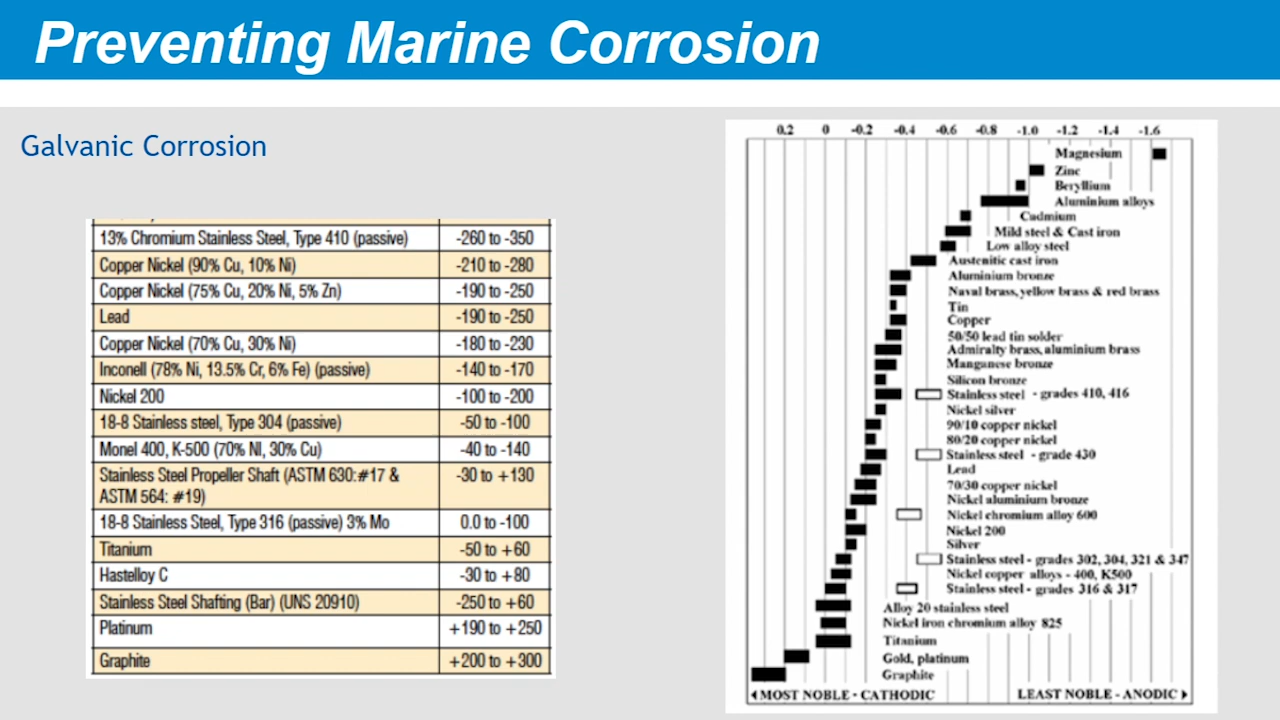 Preventing Marine Corrosion
Galvanic Corrosion
13% Chromium Stainless Steel, Type 410 (passive) -260 to -350
Copper Nickel (90% Cu, 10% Ni) -210 to -280
Copper Nickel (75% Cu, 20% Ni, 5% Zn) -190 to -250
Lead -190 to -250
Copper Nickel (70% Cu, 30% Ni) -180 to -230
Inconell (78% Ni, 13.5% Cr, 6% Fe) (passive) -140 to -170
Nickel 200 -100 to -200
18-8 Stainless steel, Type 304 (passive) -50 to -100
Monel 400, K-500 (70% NI, 30% Cu) -40 to -140
Stainless Steel Propeller Shaft (ASTM 630:#17 & -30 to +130
ASTM 564: #19)
18-8 Stainless Steel, Type 316 (passive) 3% Mo 0.0 to -100
Titanium -50 to +60
Hastelloy C -30 to +80
Stainless Steel Shafting (Bar) (UNS 20910) -250 to +60
Platinum +190 to +250
Graphite +200 to +300
0.2 0 -0.2 -0.4 -0.6 -0.8 -1.0 -1.2 -1.4 -1.6
Magnesium
Zinc
Beryllium
Aluminium alloys
Cadmium
Mild steel & Cast iron
Low alloy steel
Austenitic cast iron
Aluminium bronze
Naval brass, yellow brass & red brass
Tin
Copper
50/50 lead tin solder
Admiralty brass, aluminium brass
Manganese bronze
Silicon bronze
Stainless steel - grades 410, 416
Nickel silver
90/10 copper nickel
80/20 copper nickel
Stainless steel - grade 430
Lead
70/30 copper nickel
Nickel aluminium bronze
Nickel chromium alloy 600
Nickel 200
Silver
Stainless steel - grades 302, 304, 321 & 347
Nickel copper alloys - 400, K500
Stainless steel - grades 316 & 317
Alloy 20 stainless steel
Nickel iron chromium alloy 825
Titanium
Gold, platinum
Graphite
MOST NOBLE - CATHODIC LEAST NOBLE - ANODIC